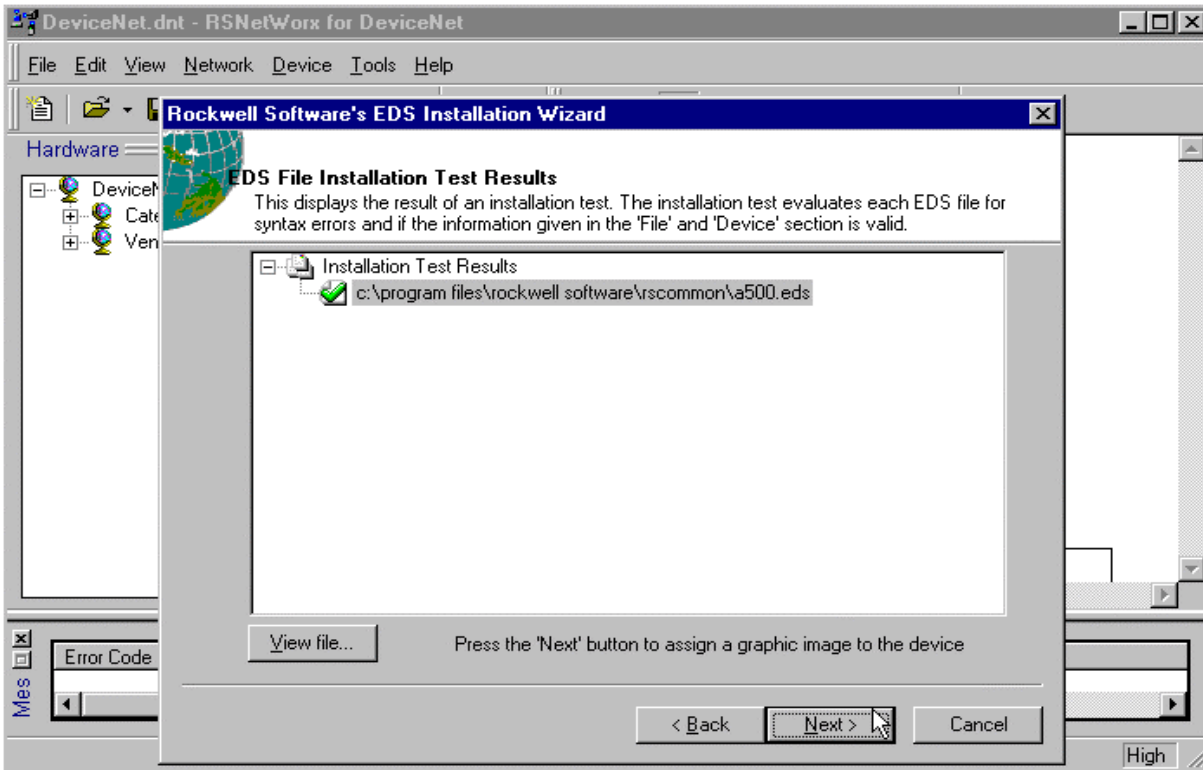 DeviceNet.dnt - RSNetWorx for DeviceNet
File Edit View Network Device Tools Help
Rockwell Software's EDS Installation Wizard
Hardware
EDS File Installation Test Results
This displays the result of an installation test. The installation test evaluates each EDS file for
syntax errors and if the information given in the 'File' and 'Device' section is valid.
DeviceN
Cate
Ven
Installation Test Results
c:\program files\rockwell software\rscommon\a500.eds
View file...
Press the 'Next' button to assign a graphic image to the device
Error Code
Mes
< Back
Next >
Cancel
High